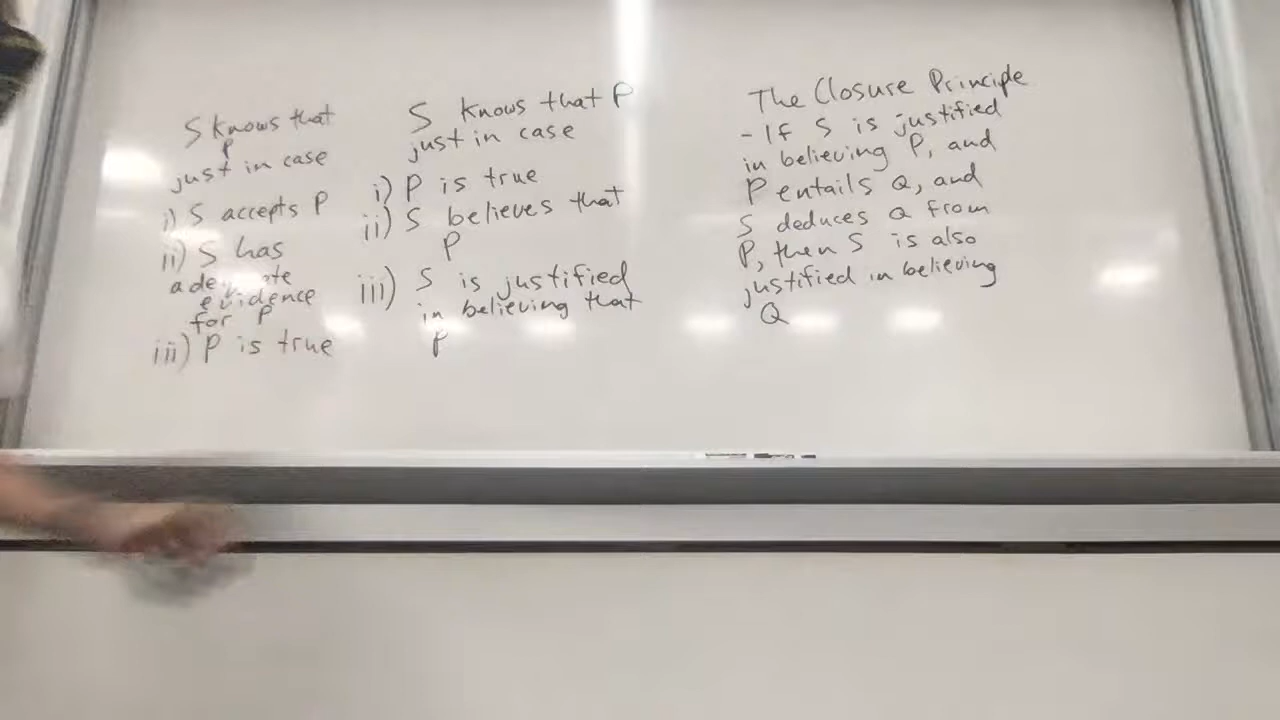 S Knows that
P
just in case
i) S accepts P
ii) S has
evidence
for P
iii) P is true
S knows that P
just in case
i) P is true
ii) S believes that
P
iii) S is justified
in believing that
P
The Closure Principle
- If S is justified
in believing P, and
P entails Q, and
S deduces Q from
P, then S is also
justified in believing
Q